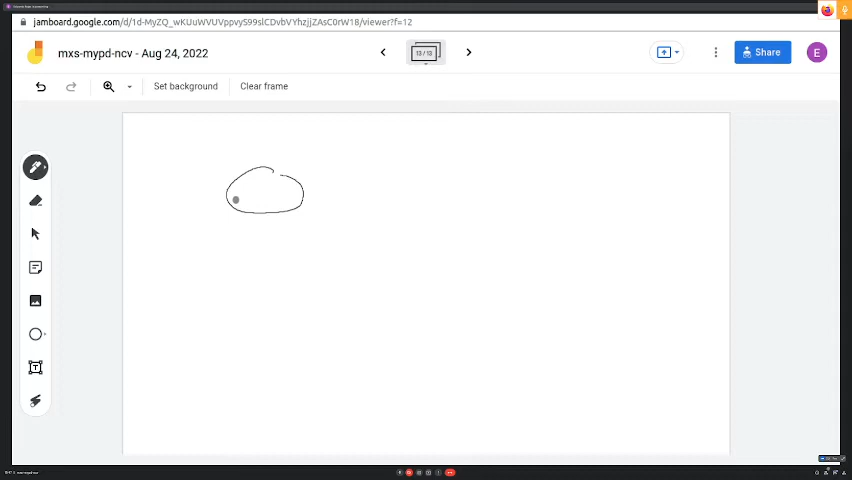 jamboard.google.com/d/1d-MyZQ_wKUuWVUVppvyS99slCDvbVYhzjjZAsC0rW18/viewer?f=12
mxs-mypd-ncv - Aug 24, 2022
13 / 13
Share
E
Set background
Clear frame
T